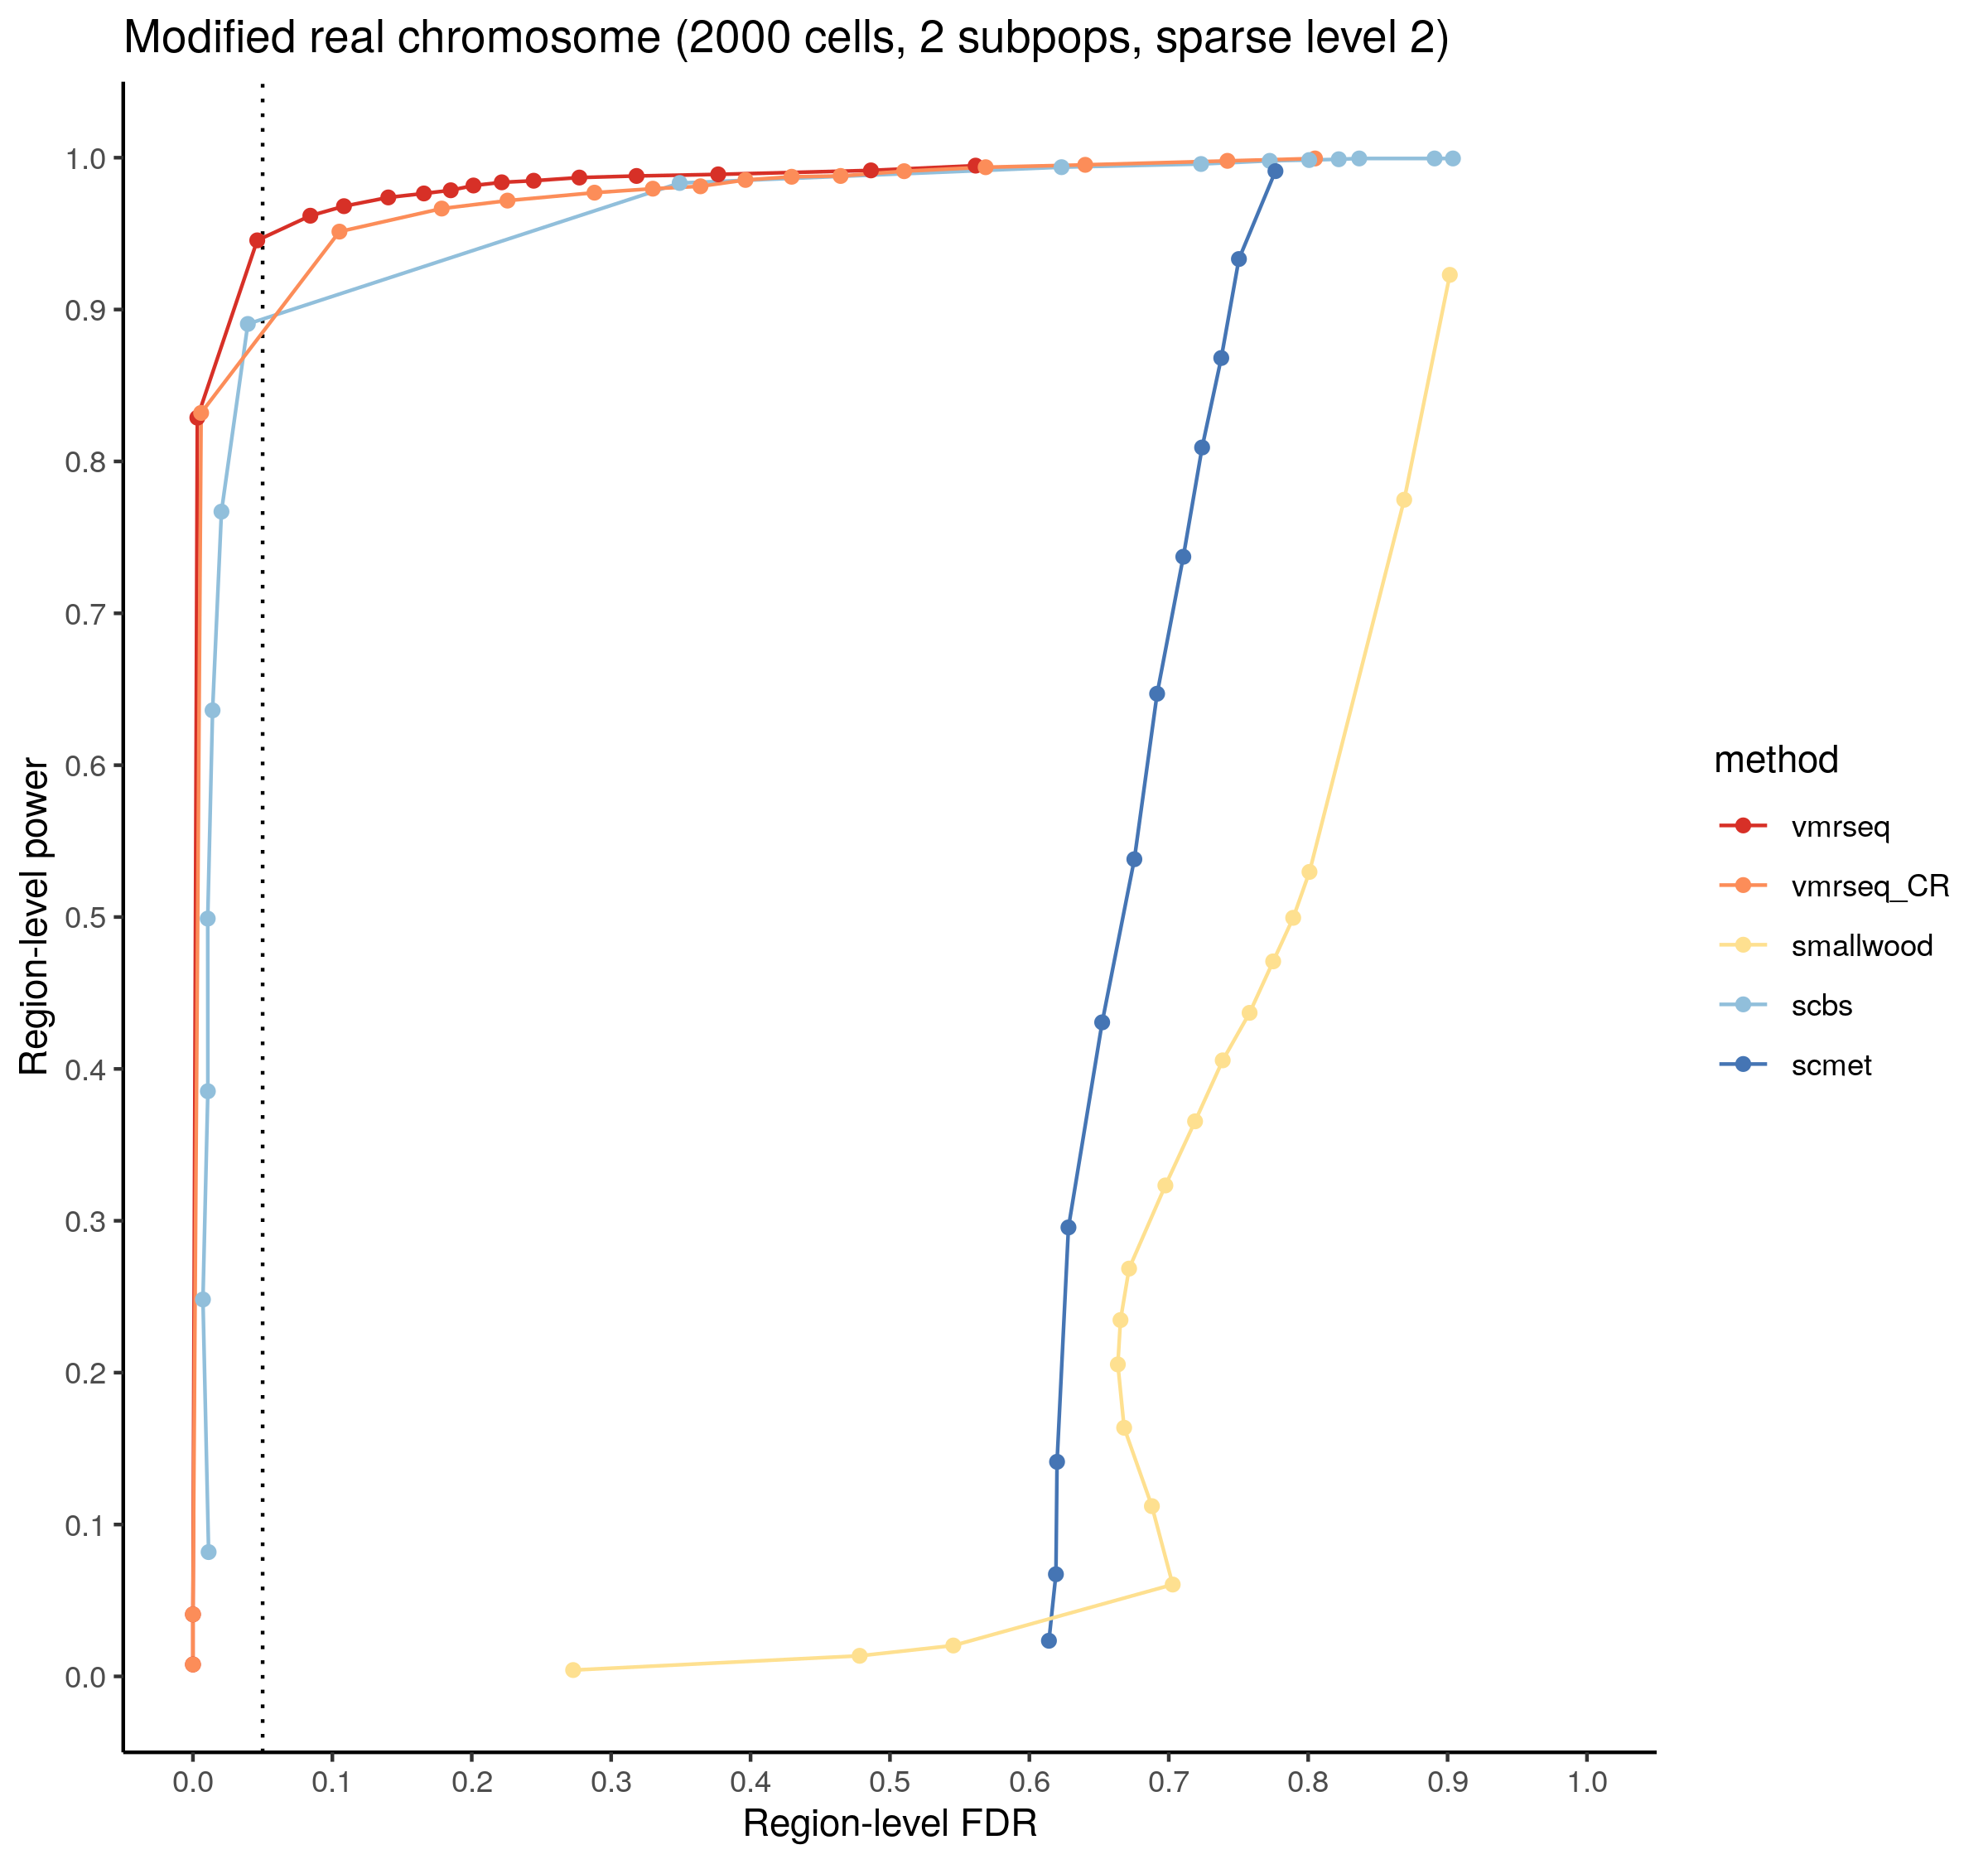 Modified real chromosome (2000 cells, 2 subpops, sparse level 2)
Region-level power
1.0
0.9
0.8
0.7
0.6
0.5
0.4
0.3
0.2
0.1
0.0
0.0 0.1 0.2 0.3 0.4 0.5 0.6 0.7 0.8 0.9 1.0
Region-level FDR
method
vmrseq
vmrseq_CR
smallwood
scbs
scmet